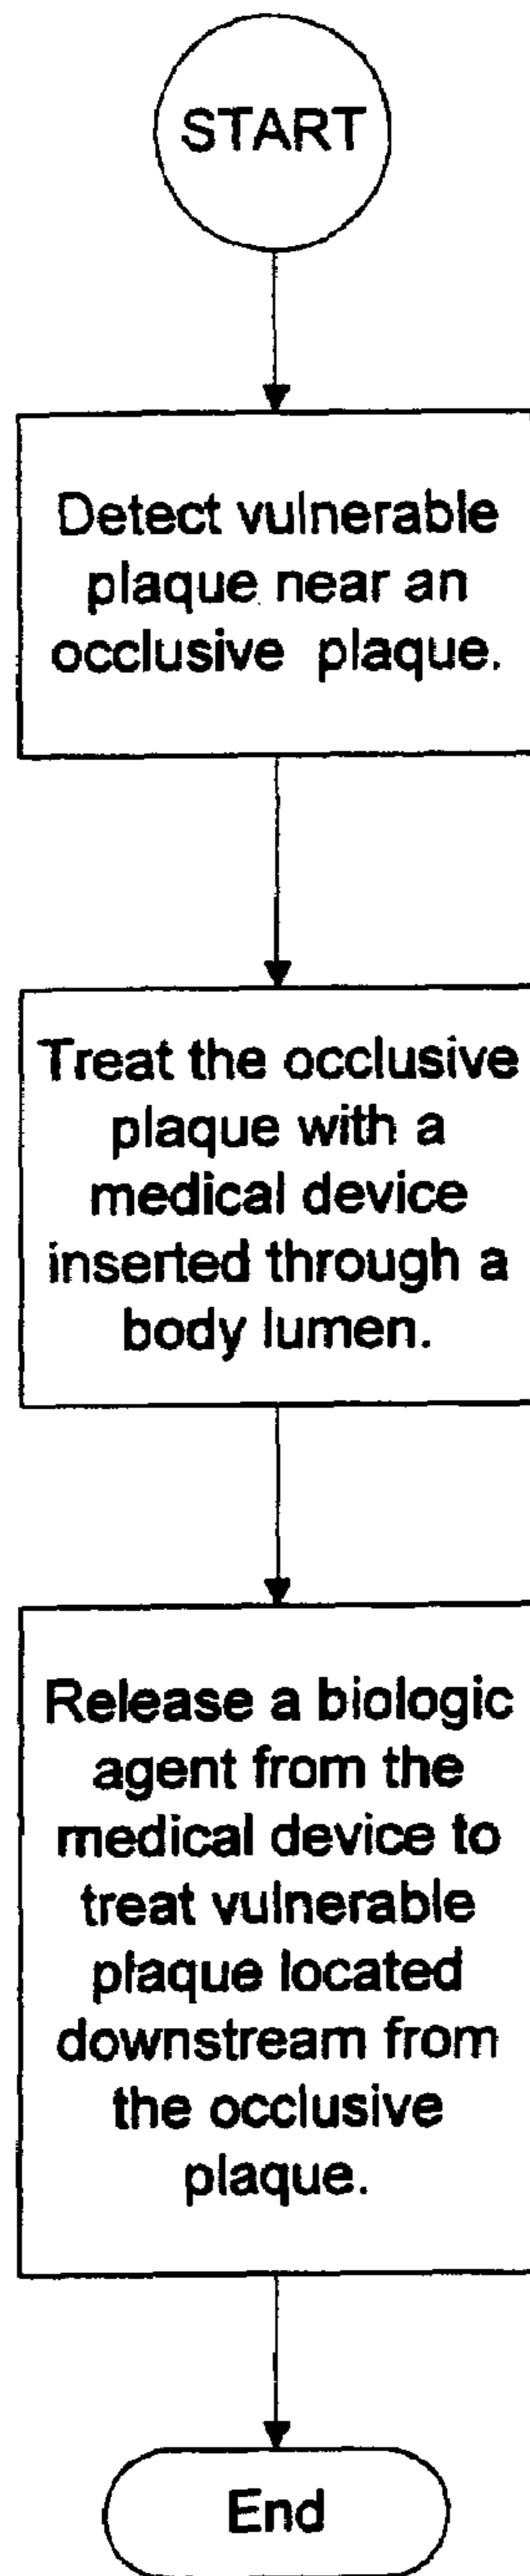 START
Detect vulnerable
plaque near an
occlusive plaque.
Treat the occlusive
plaque with a
medical device
inserted through a
body lumen.
Release a biologic
agent from the
medical device to
treat vulnerable
plaque located
downstream from
the occlusive
plaque.
End